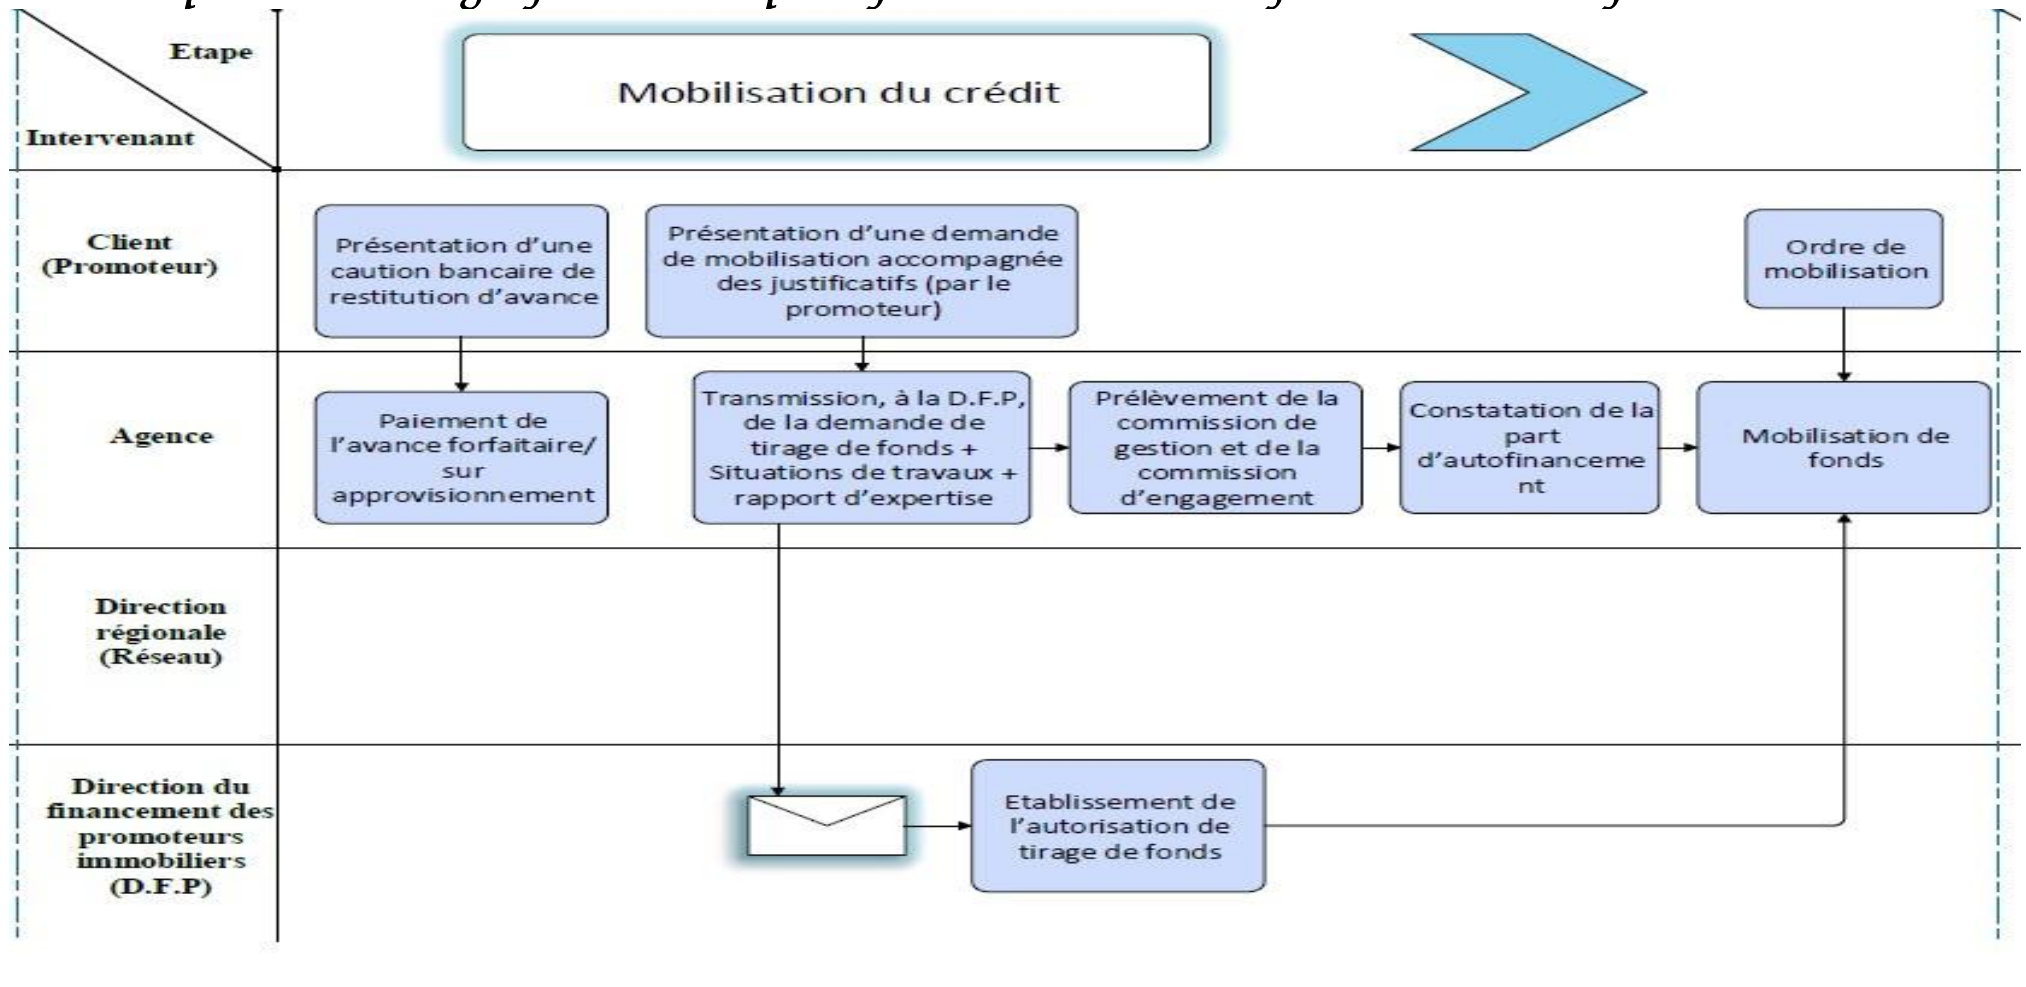 Etape
Intervenant
Mobilisation du crédit
Client
(Promoteur)
Présentation d’une
caution bancaire de
restitution d’avance
Présentation d’une demande
de mobilisation accompagnée
des justificatifs (par le
promoteur)
Ordre de
mobilisation
Agence
Paiement de
l’avance forfaitaire/
sur
approvisionnement
Transmission, à la D.F.P,
de la demande de
tirage de fonds +
Situations de travaux +
rapport d’expertise
Prélèvement de la
commission de
gestion et de la
commission
d’engagement
Constatation de la
part
d’autofinanceme
nt
Mobilisation de
fonds
Direction
régionale
(Réseau)
Direction du
financement des
promoteurs
immobiliers
(D.F.P)
Etablissement de
l’autorisation de
tirage de fonds